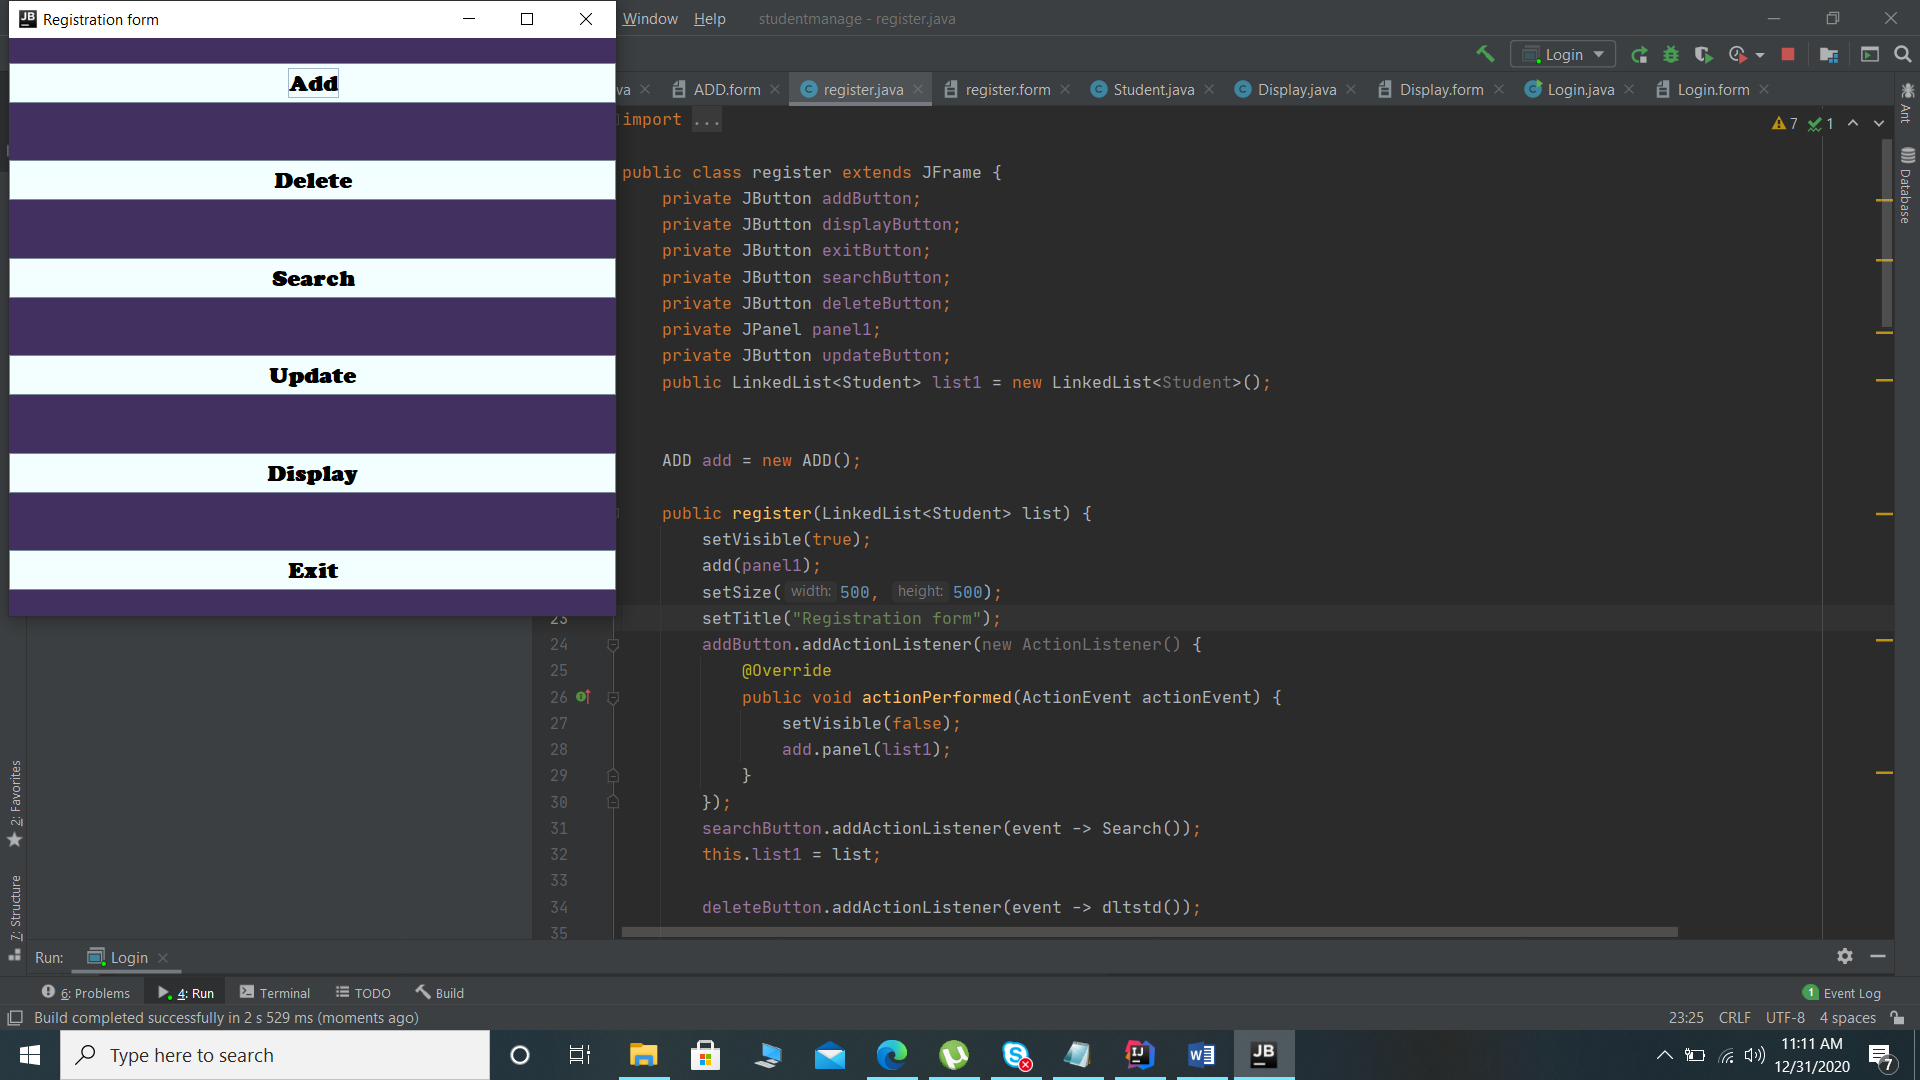 JB Registration form
Window Help studentmanage - register.java
Login
va ADD.form register.java register.form Student.java Display.java Display.form Login.java Login.form
Add
Delete
Search
Update
Display
Exit
import ...
7 1
public class register extends JFrame {
private JButton addButton;
private JButton displayButton;
private JButton exitButton;
private JButton searchButton;
private JButton deleteButton;
private JPanel panel1;
private JButton updateButton;
public LinkedList<Student> list1 = new LinkedList<Student>();
ADD add = new ADD();
public register(LinkedList<Student> list) {
setVisible(true);
add(panel1);
setSize( width: 500, height: 500);
23 setTitle("Registration form");
24 addButton.addActionListener(new ActionListener() {
25 @Override
26 public void actionPerformed(ActionEvent actionEvent) {
27 setVisible(false);
28 add.panel(list1);
29 }
30 });
31 searchButton.addActionListener(event -> Search());
32 this.list1 = list;
33
34 deleteButton.addActionListener(event -> dltstd());
35
Ant
Database
2: Favorites
7: Structure
Run: Login
6: Problems 4: Run Terminal TODO Build 1 Event Log
Build completed successfully in 2 s 529 ms (moments ago) 23:25 CRLF UTF-8 4 spaces
Type here to search
11:11 AM
12/31/2020
7